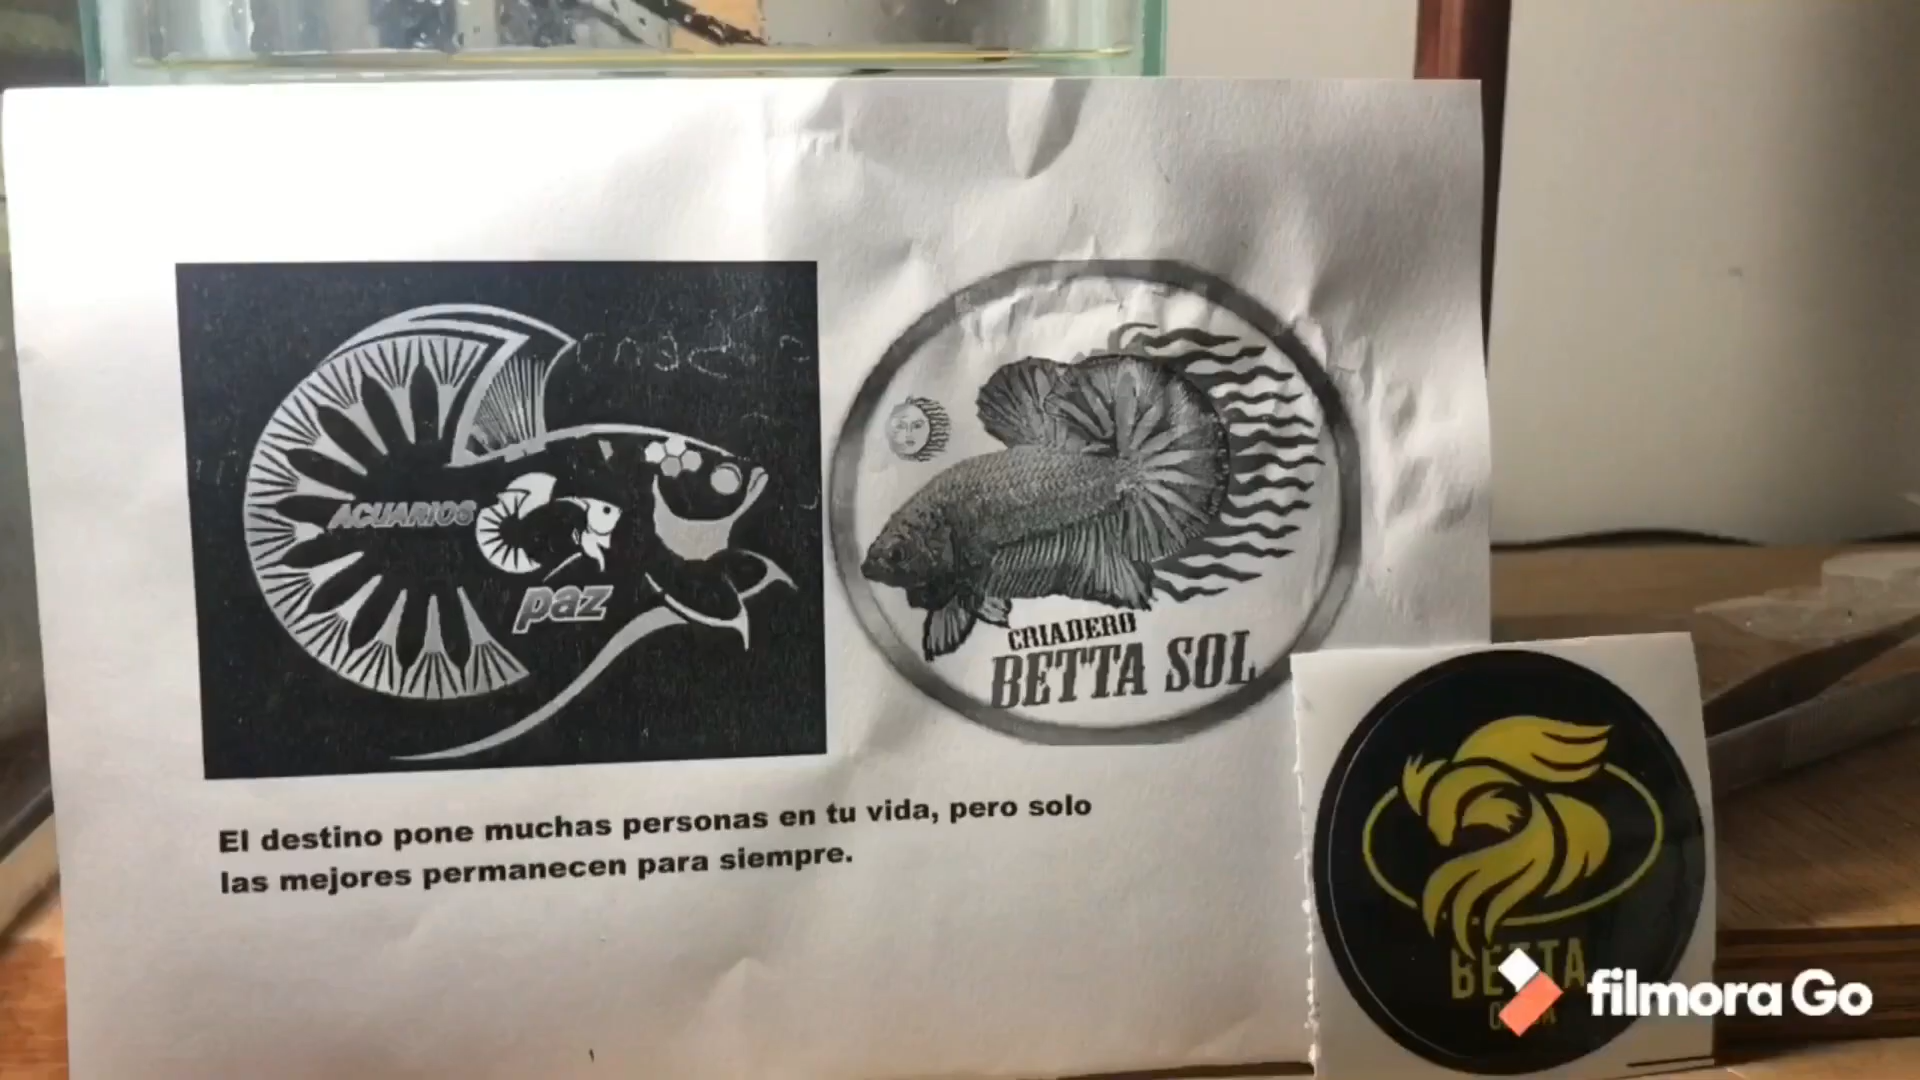 ACUARIOS
paz
CRIADERO
BETTA SOL
El destino pone muchas personas en tu vida, pero solo
las mejores permanecen para siempre.
BETTA
filmora Go